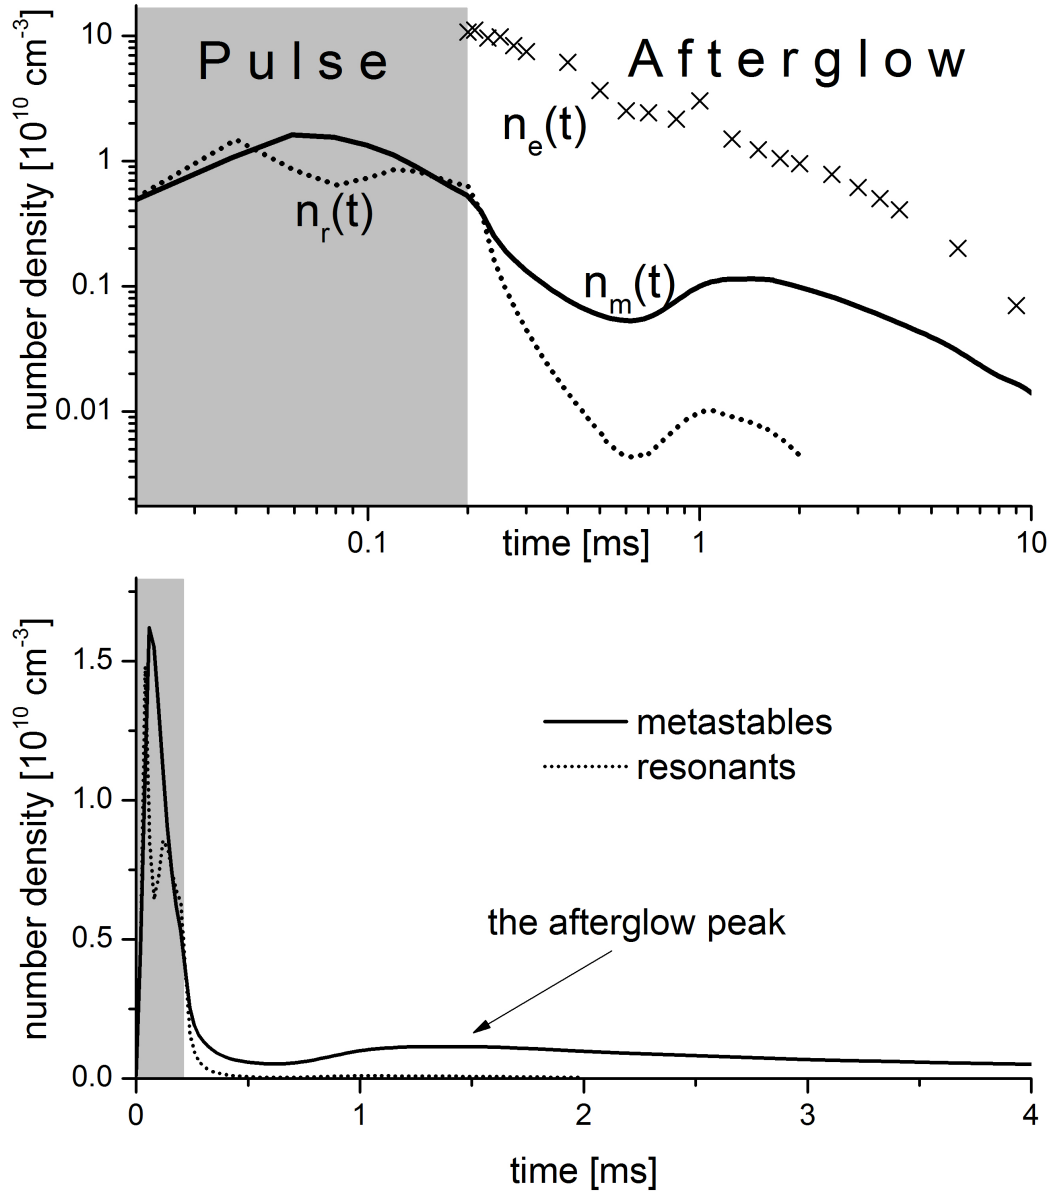 Pulse
Afterglow
n_e(t)
n_r(t)
n_m(t)
number density [10^10 cm^-3]
10
1
0.1
0.01
0.1
1
10
time [ms]
number density [10^10 cm^-3]
1.5
1.0
0.5
0.0
metastables
resonants
the afterglow peak
0
1
2
3
4
time [ms]